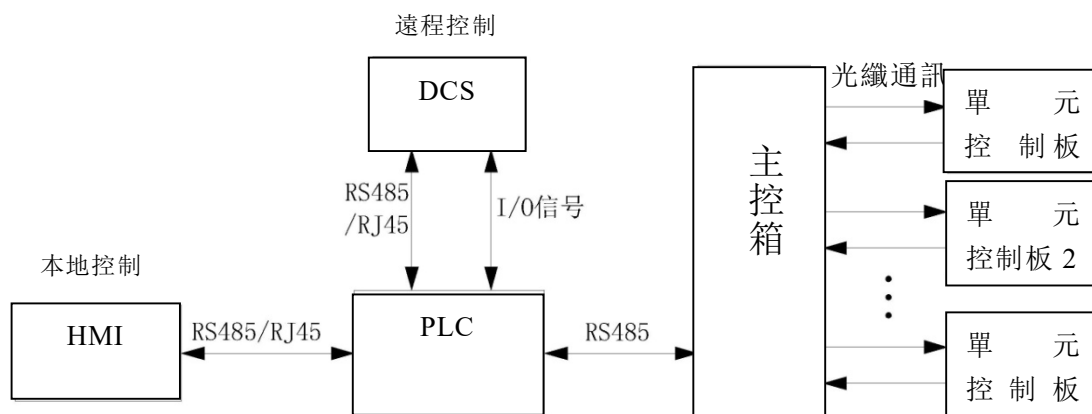 遠程控制
DCS
RS485
/RJ45
I/O信号
本地控制
HMI
RS485/RJ45
PLC
RS485
主控箱
光纖通訊
單 元
控 制板
單 元
控制板 2
單 元
控 制 板